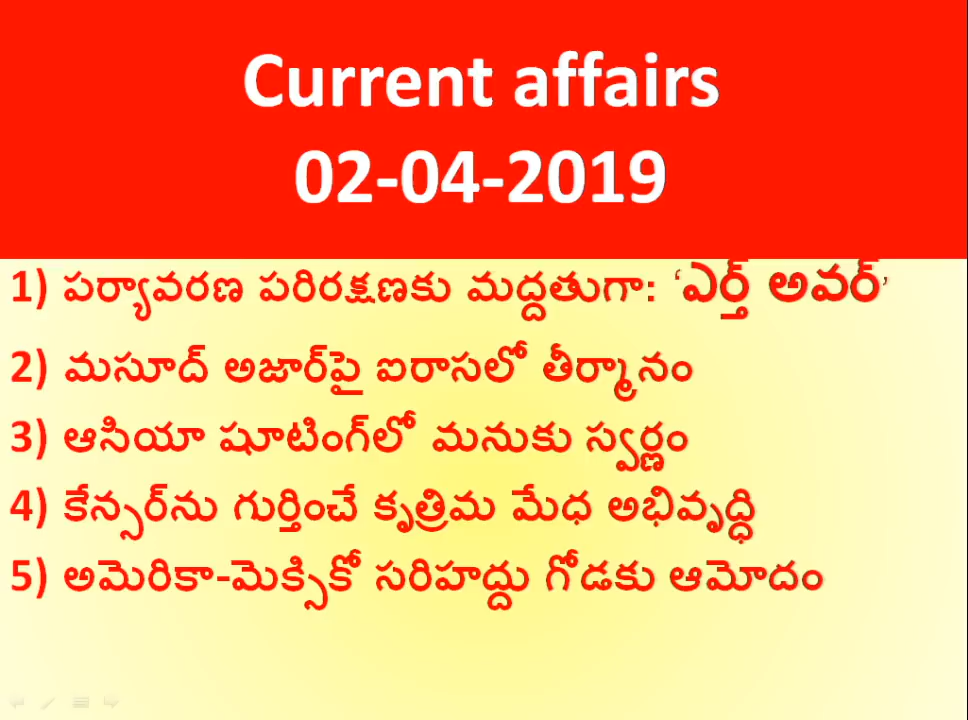 Current affairs
02-04-2019
1) పర్యావరణ పరిరక్షణకు మద్దతుగా: ‘ఎర్త్ అవర్’
2) మసూద్ అజార్‌పై ఐరాసలో తీర్మానం
3) ఆసియా షూటింగ్‌లో మనుకు స్వర్ణం
4) కేన్సర్‌ను గుర్తించే కృత్రిమ మేధ అభివృద్ధి
5) అమెరికా-మెక్సికో సరిహద్దు గోడకు ఆమోదం